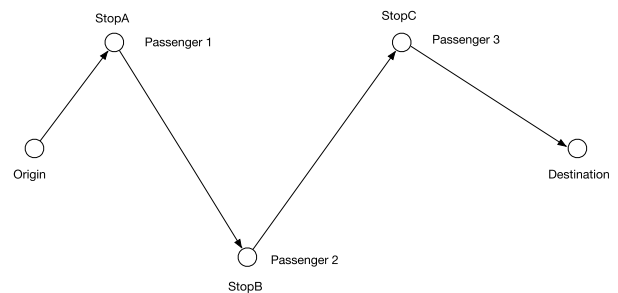 StopA
Passenger 1
StopC
Passenger 3
Origin
Destination
Passenger 2
StopB